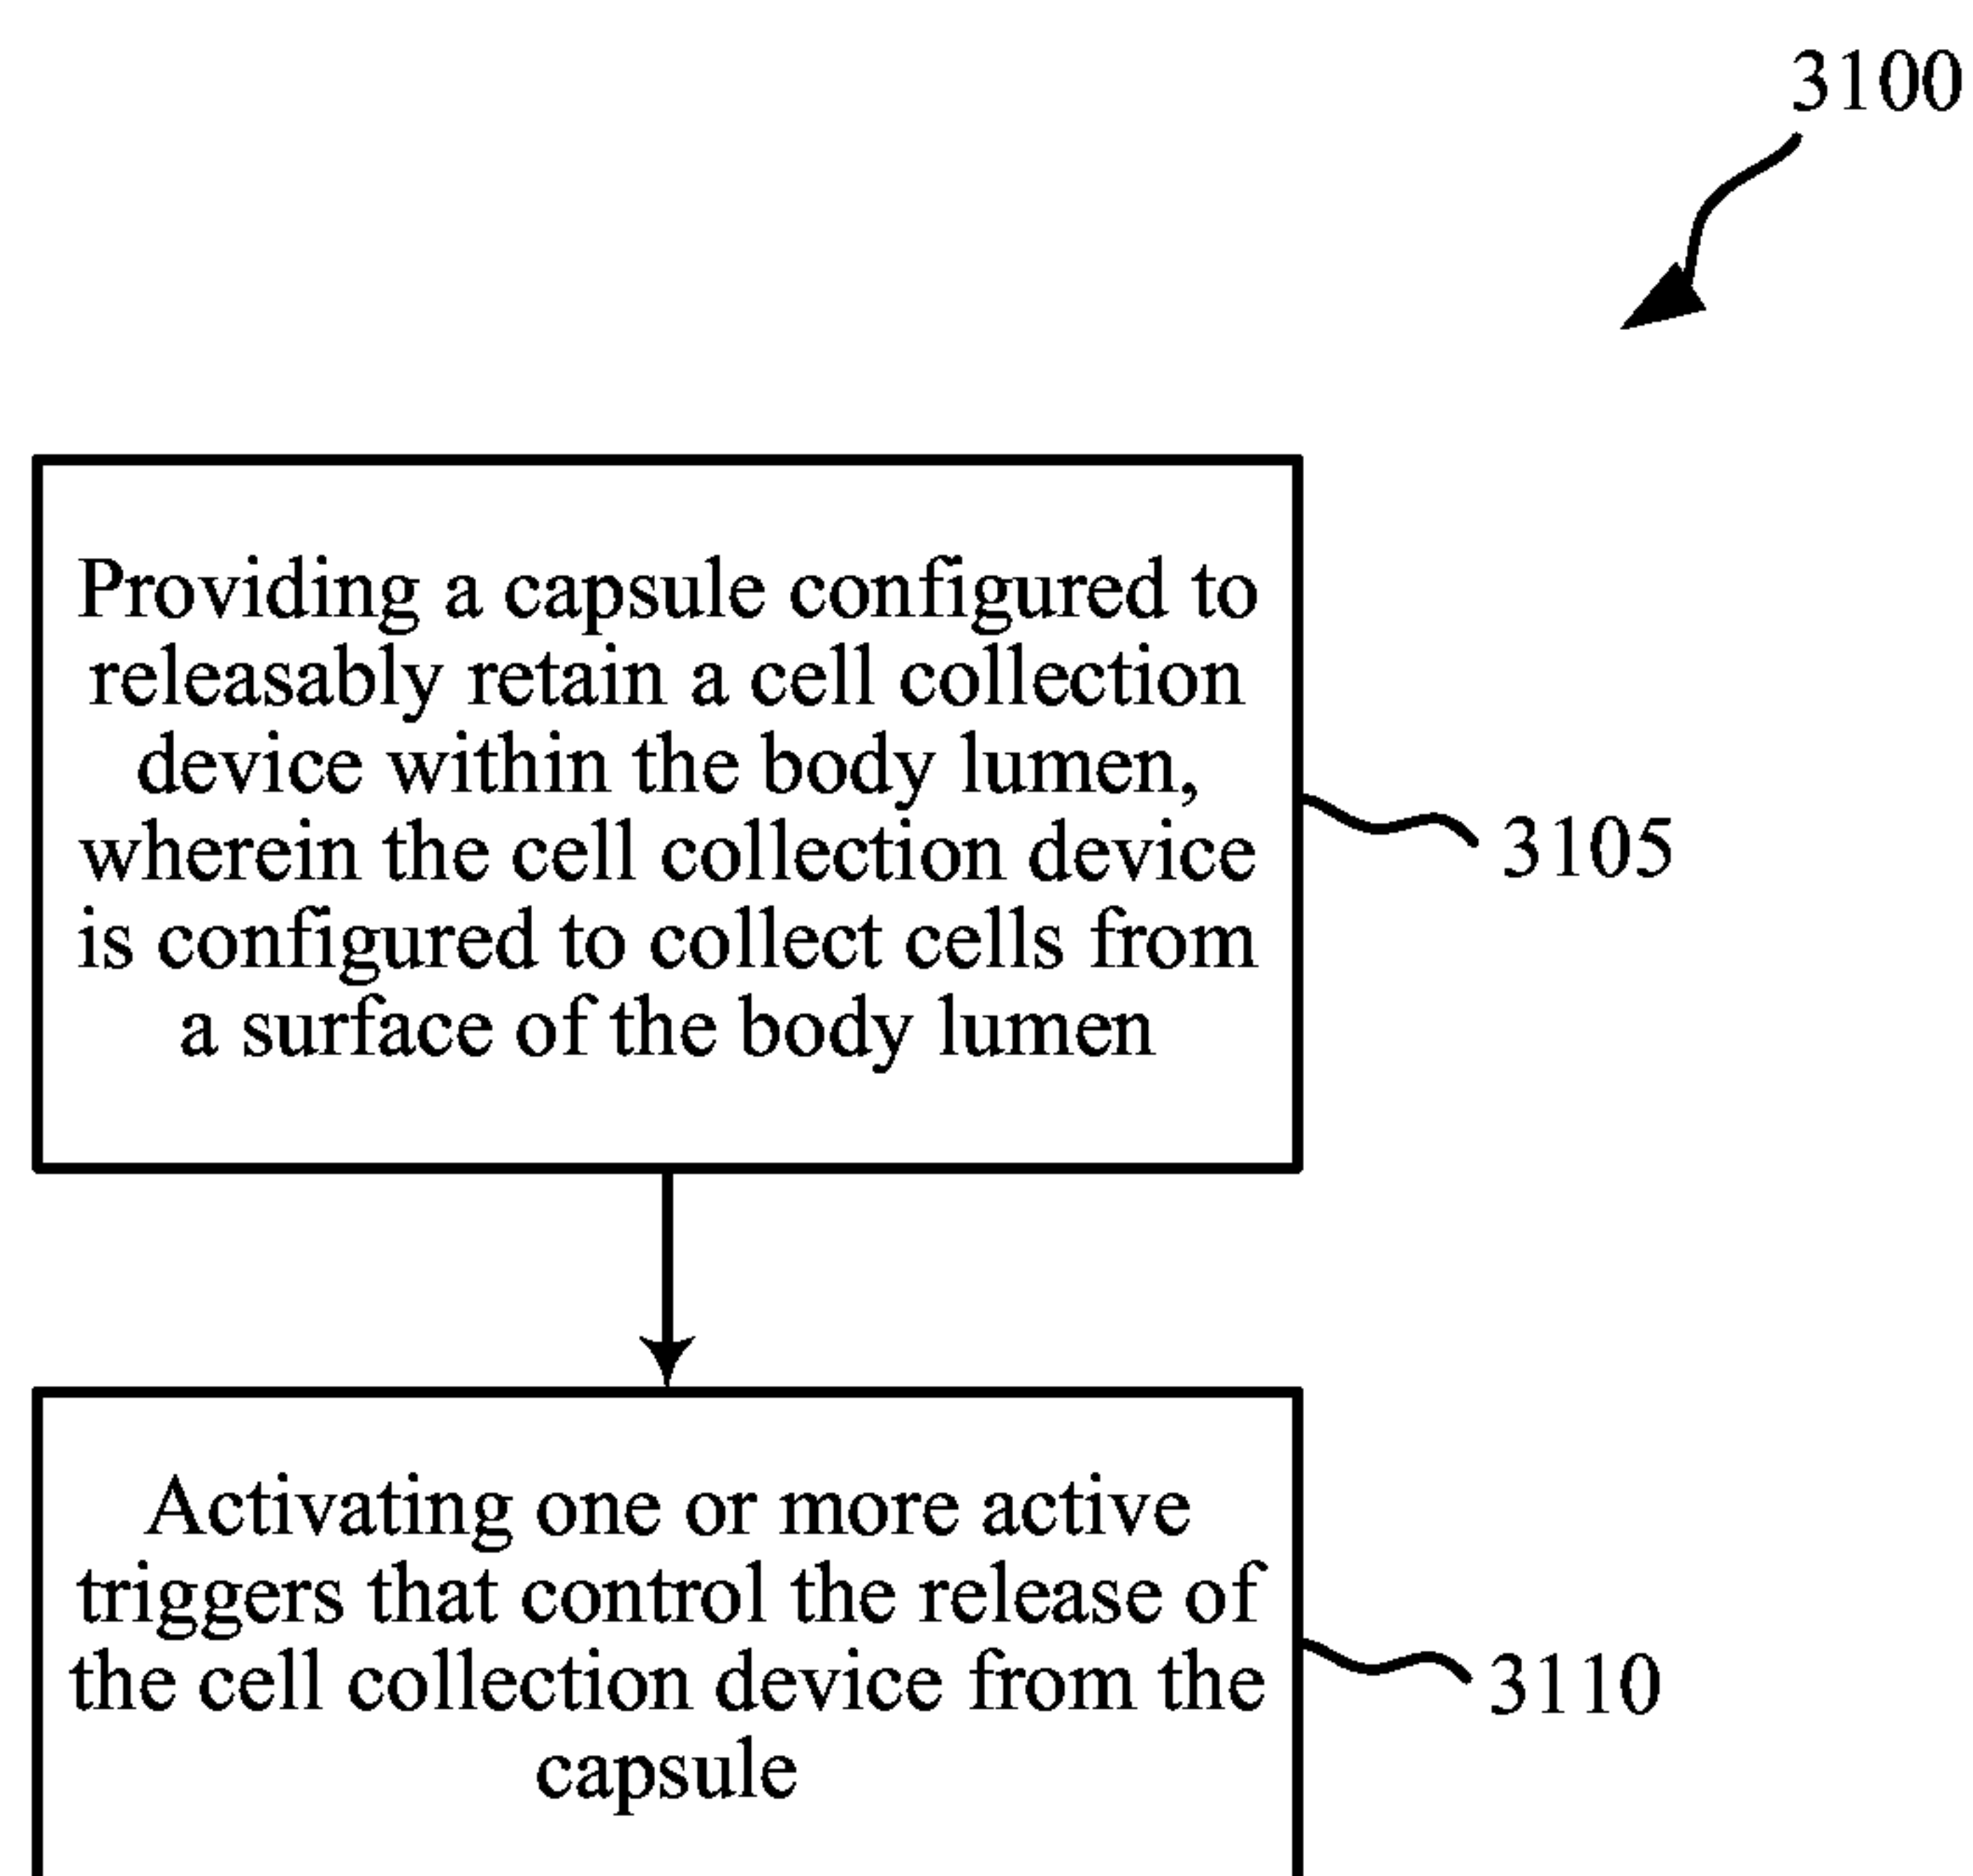 3100
Providing a capsule configured to
releasably retain a cell collection
device within the body lumen,
wherein the cell collection device
is configured to collect cells from
a surface of the body lumen
3105
Activating one or more active
triggers that control the release of
the cell collection device from the
capsule
3110